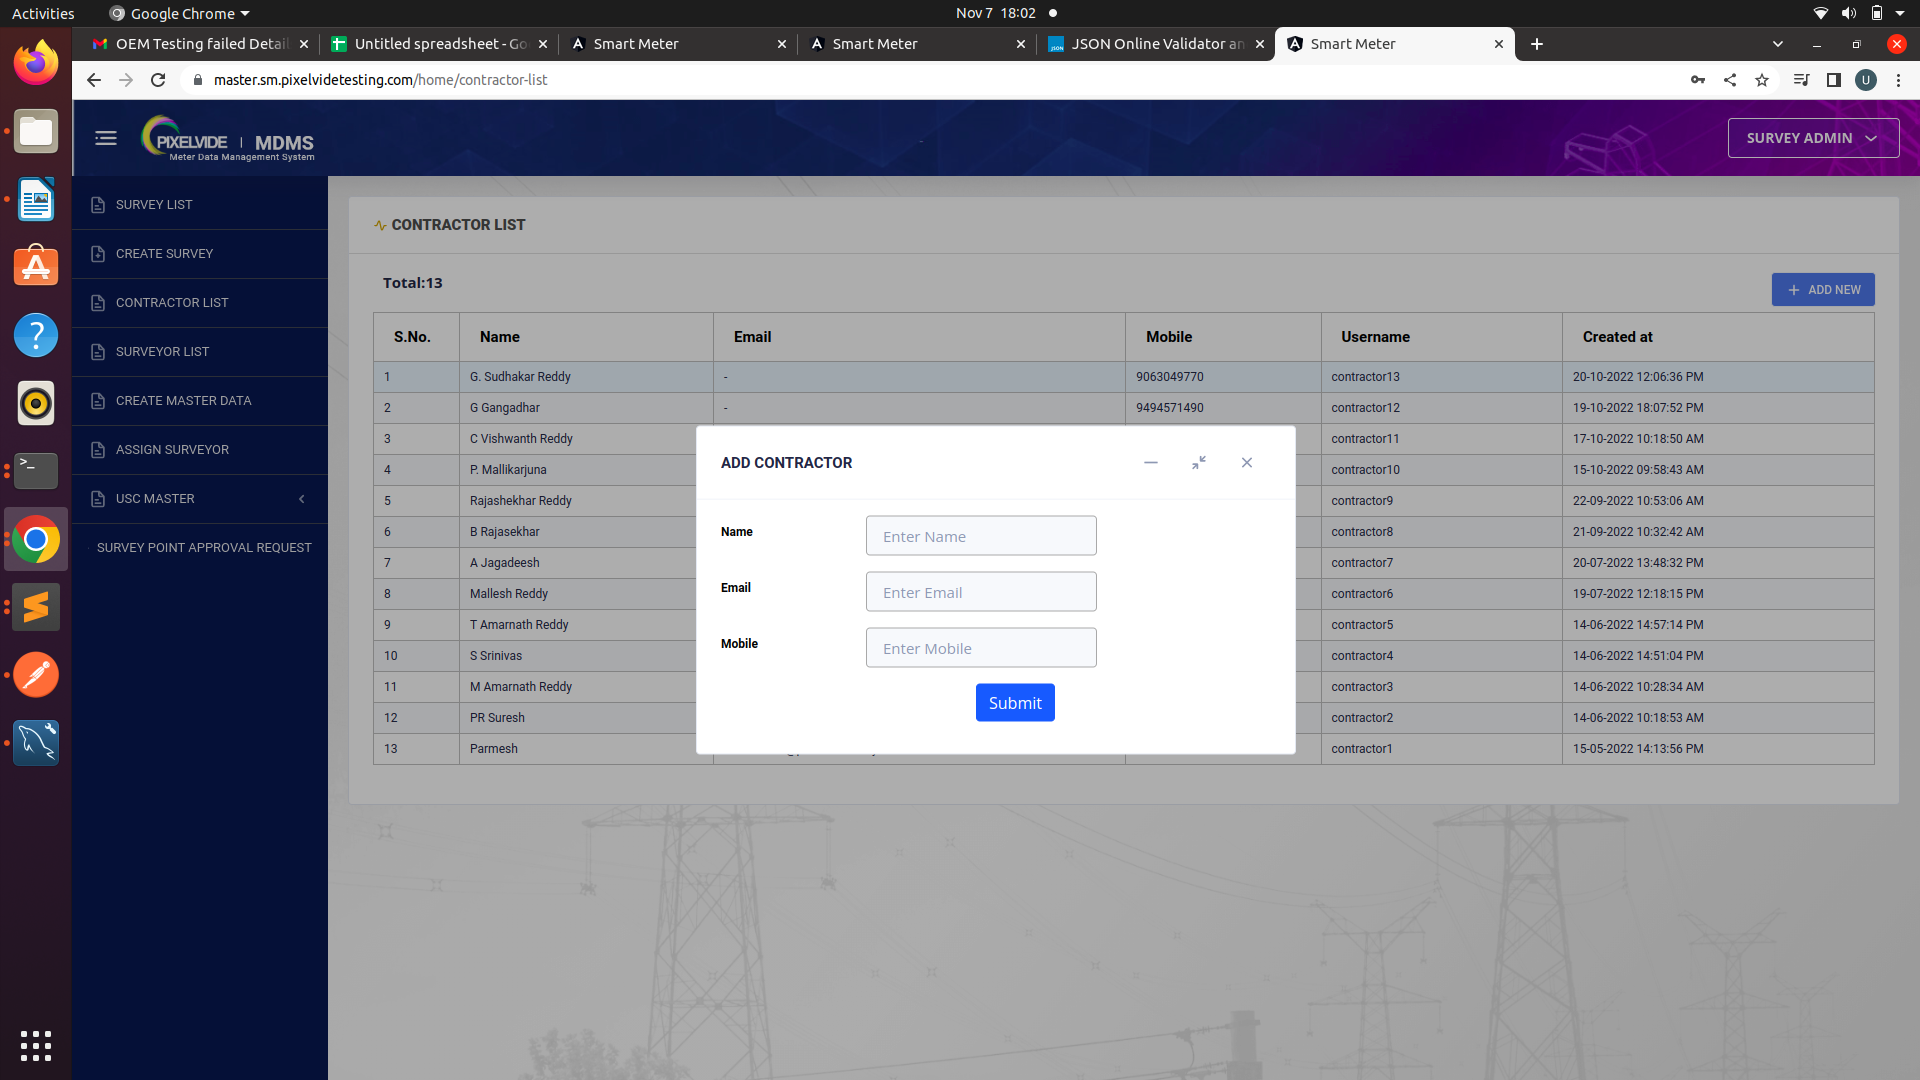 Activities
Google Chrome
Nov 7 18:02
OEM Testing failed Detail
Untitled spreadsheet - Go
Smart Meter
Smart Meter
JSON Online Validator an
Smart Meter
master.sm.pixelvidetesting.com/home/contractor-list
U
PIXELVIDE | MDMS
Meter Data Management System
SURVEY ADMIN
SURVEY LIST
CREATE SURVEY
CONTRACTOR LIST
SURVEYOR LIST
CREATE MASTER DATA
ASSIGN SURVEYOR
USC MASTER
SURVEY POINT APPROVAL REQUEST
CONTRACTOR LIST
Total:13
ADD NEW
S.No. Name Email Mobile Username Created at
1 G. Sudhakar Reddy - 9063049770 contractor13 20-10-2022 12:06:36 PM
2 G Gangadhar - 9494571490 contractor12 19-10-2022 18:07:52 PM
3 C Vishwanth Reddy contractor11 17-10-2022 10:18:50 AM
4 P. Mallikarjuna contractor10 15-10-2022 09:58:43 AM
5 Rajashekhar Reddy contractor9 22-09-2022 10:53:06 AM
6 B Rajasekhar contractor8 21-09-2022 10:32:42 AM
7 A Jagadeesh contractor7 20-07-2022 13:48:32 PM
8 Mallesh Reddy contractor6 19-07-2022 12:18:15 PM
9 T Amarnath Reddy contractor5 14-06-2022 14:57:14 PM
10 S Srinivas contractor4 14-06-2022 14:51:04 PM
11 M Amarnath Reddy contractor3 14-06-2022 10:28:34 AM
12 PR Suresh contractor2 14-06-2022 10:18:53 AM
13 Parmesh contractor1 15-05-2022 14:13:56 PM
ADD CONTRACTOR
Name
Enter Name
Email
Enter Email
Mobile
Enter Mobile
Submit